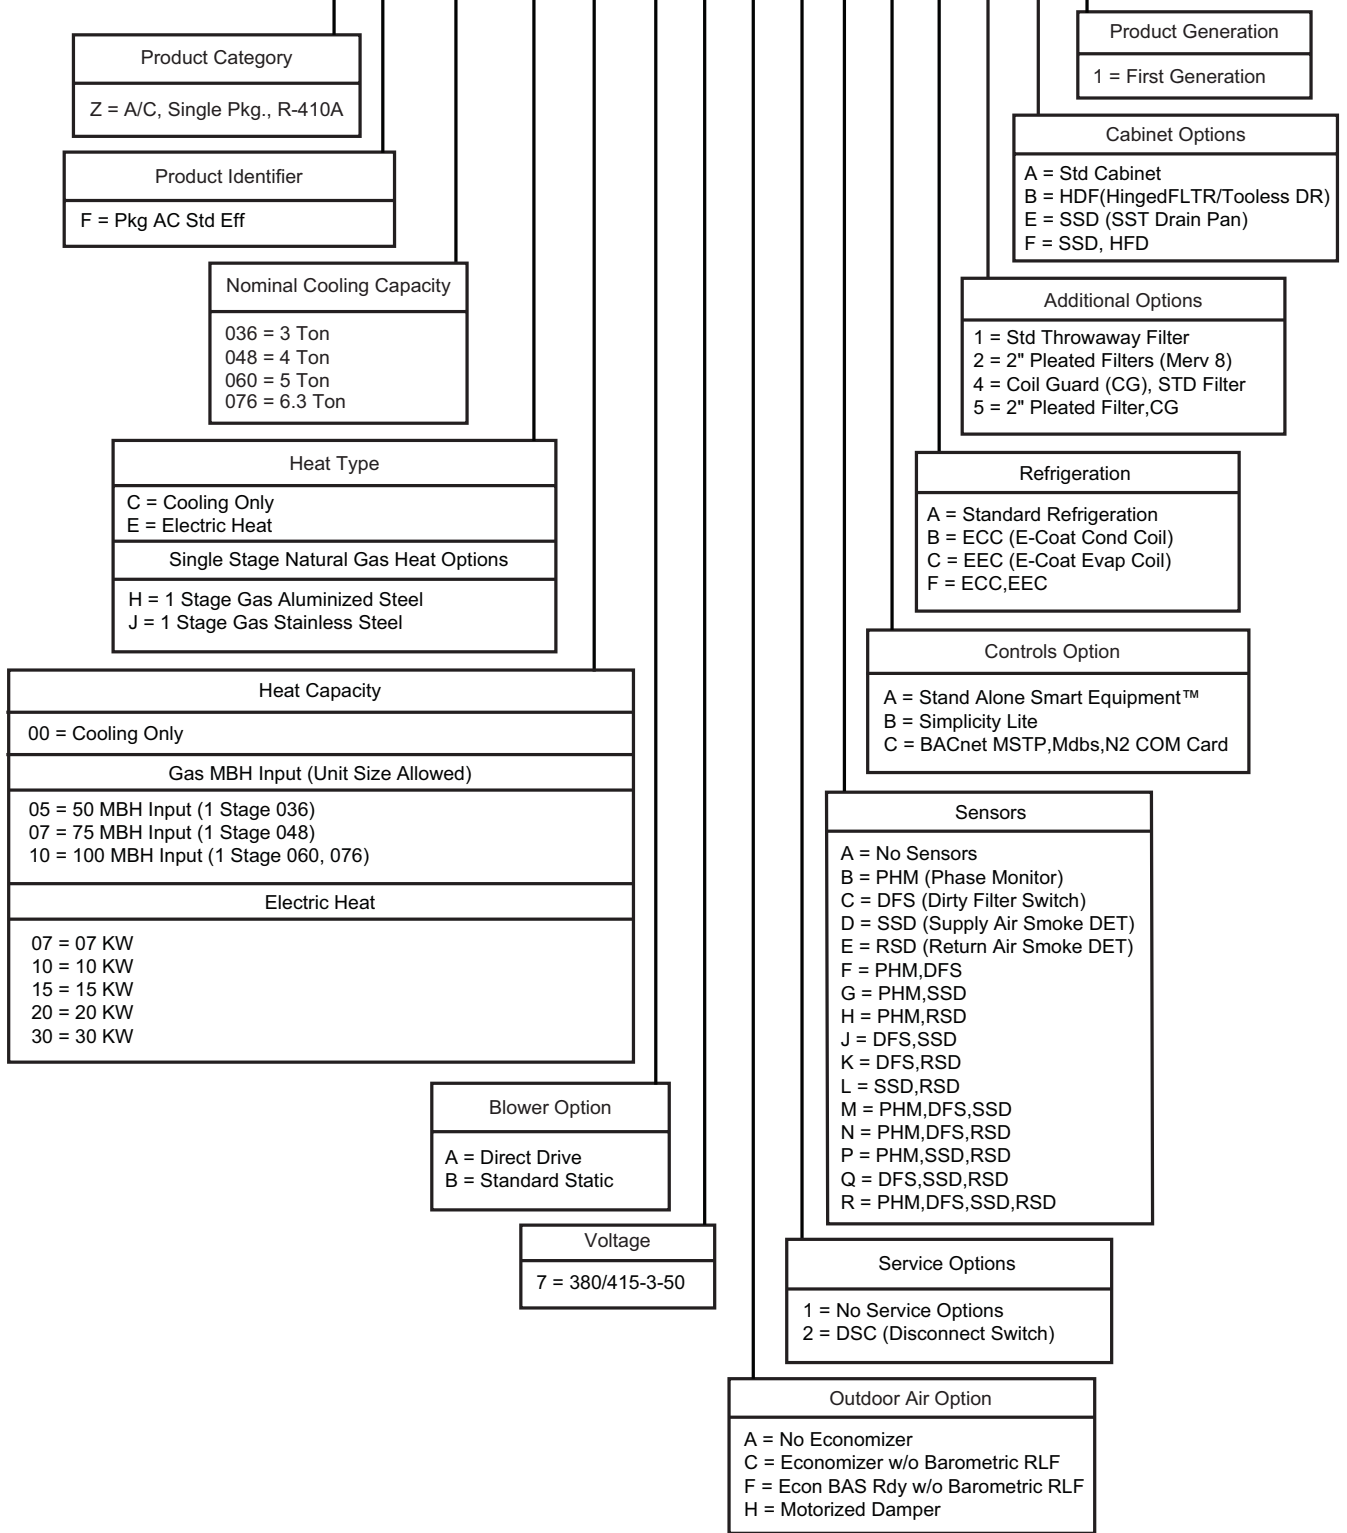 Product Category
Z = A/C, Single Pkg., R-410A
Product Identifier
F = Pkg AC Std Eff
Nominal Cooling Capacity
036 = 3 Ton
048 = 4 Ton
060 = 5 Ton
076 = 6.3 Ton
Heat Type
C = Cooling Only
E = Electric Heat
Single Stage Natural Gas Heat Options
H = 1 Stage Gas Aluminized Steel
J = 1 Stage Gas Stainless Steel
Heat Capacity
00 = Cooling Only
Gas MBH Input (Unit Size Allowed)
05 = 50 MBH Input (1 Stage 036)
07 = 75 MBH Input (1 Stage 048)
10 = 100 MBH Input (1 Stage 060, 076)
Electric Heat
07 = 07 KW
10 = 10 KW
15 = 15 KW
20 = 20 KW
30 = 30 KW
Blower Option
A = Direct Drive
B = Standard Static
Voltage
7 = 380/415-3-50
Product Generation
1 = First Generation
Cabinet Options
A = Std Cabinet
B = HDF(HingedFLTR/Tooless DR)
E = SSD (SST Drain Pan)
F = SSD, HFD
Additional Options
1 = Std Throwaway Filter
2 = 2" Pleated Filters (Merv 8)
4 = Coil Guard (CG), STD Filter
5 = 2" Pleated Filter,CG
Refrigeration
A = Standard Refrigeration
B = ECC (E-Coat Cond Coil)
C = EEC (E-Coat Evap Coil)
F = ECC,EEC
Controls Option
A = Stand Alone Smart Equipment™
B = Simplicity Lite
C = BACnet MSTP,Mdbs,N2 COM Card
Sensors
A = No Sensors
B = PHM (Phase Monitor)
C = DFS (Dirty Filter Switch)
D = SSD (Supply Air Smoke DET)
E = RSD (Return Air Smoke DET)
F = PHM,DFS
G = PHM,SSD
H = PHM,RSD
J = DFS,SSD
K = DFS,RSD
L = SSD,RSD
M = PHM,DFS,SSD
N = PHM,DFS,RSD
P = PHM,SSD,RSD
Q = DFS,SSD,RSD
R = PHM,DFS,SSD,RSD
Service Options
1 = No Service Options
2 = DSC (Disconnect Switch)
Outdoor Air Option
A = No Economizer
C = Economizer w/o Barometric RLF
F = Econ BAS Rdy w/o Barometric RLF
H = Motorized Damper